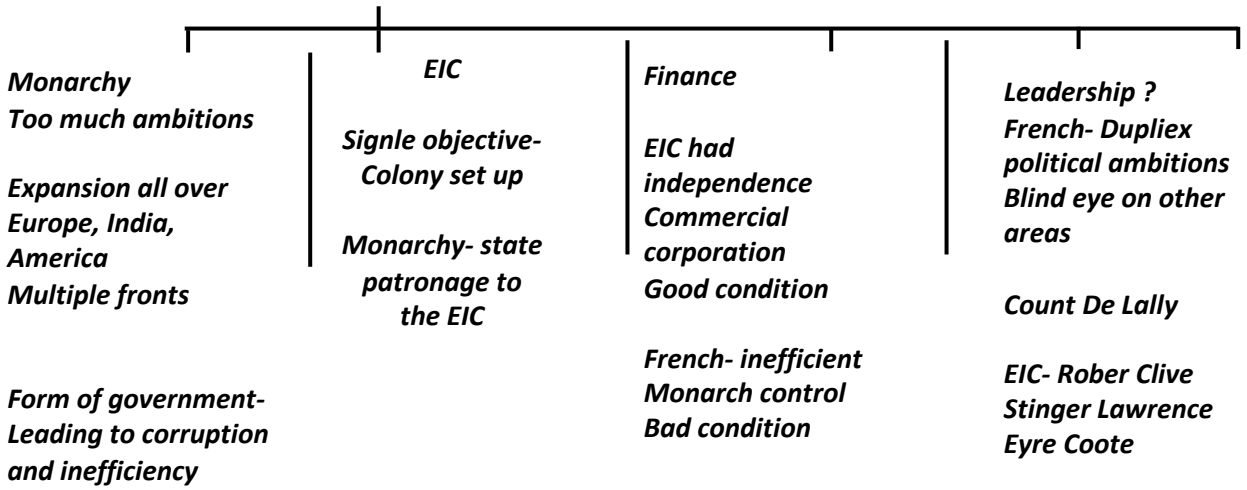 Monarchy
Too much ambitions
Expansion all over
Europe, India,
America
Multiple fronts
Form of government-
Leading to corruption
and inefficiency
EIC
Signle objective-
Colony set up
Monarchy- state
patronage to
the EIC
Finance
EIC had
independence
Commercial
corporation
Good condition
French- inefficient
Monarch control
Bad condition
Leadership ?
French- Dupliex
political ambitions
Blind eye on other
areas
Count De Lally
EIC- Rober Clive
Stinger Lawrence
Eyre Coote